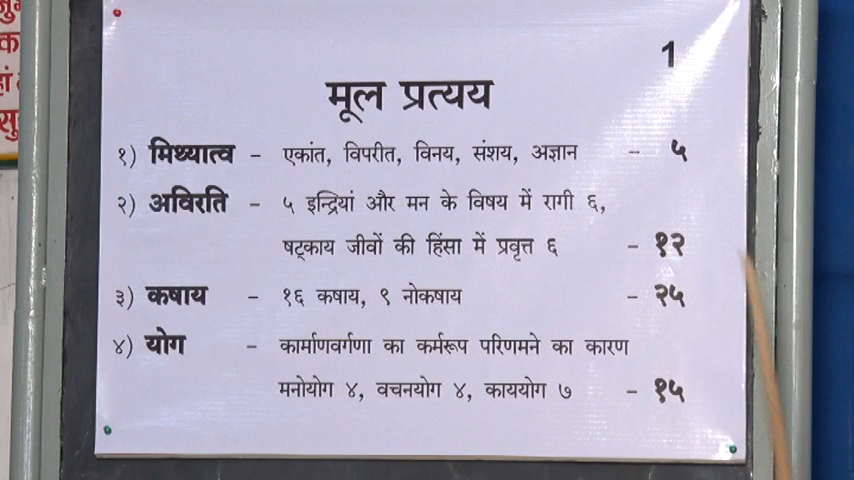 1
मूल प्रत्यय
१) मिथ्यात्व - एकांत, विपरीत, विनय, संशय, अज्ञान - ५
२) अविरति - ५ इन्द्रियां और मन के विषय में रागी ६,
षट्काय जीवों की हिंसा में प्रवृत्त ६ - १२
३) कषाय - १६ कषाय, ९ नोकषाय - २५
४) योग - कार्माणवर्गणा का कर्मरूप परिणमने का कारण
मनोयोग ४, वचनयोग ४, काययोग ७ - १५